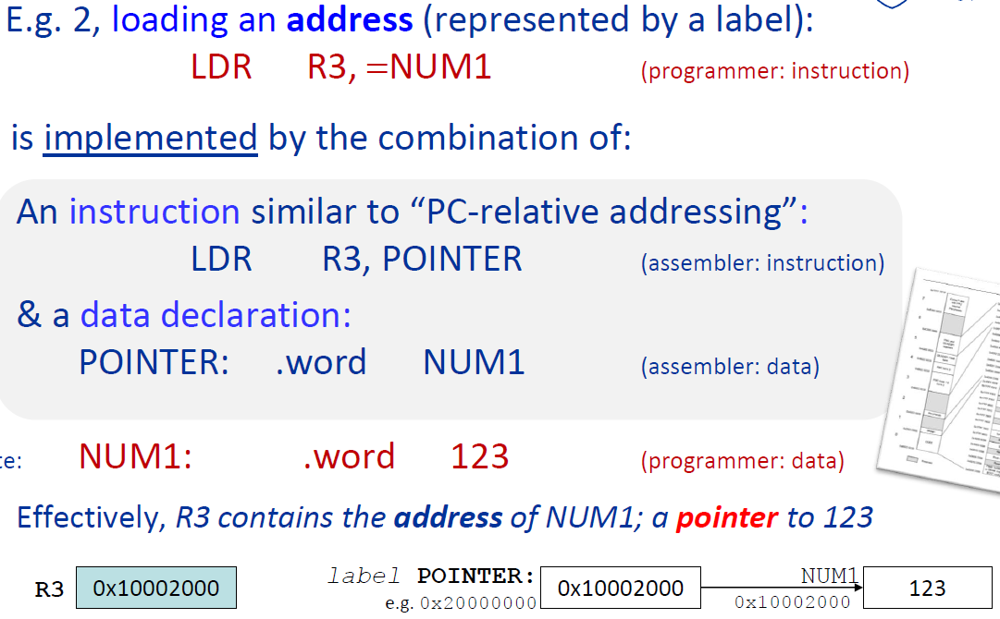 E.g. 2, loading an address (represented by a label):
LDR R3, =NUM1 (programmer: instruction)
is implemented by the combination of:
An instruction similar to “PC-relative addressing”:
LDR R3, POINTER (assembler: instruction)
& a data declaration:
POINTER: .word NUM1 (assembler: data)
NUM1: .word 123 (programmer: data)
Effectively, R3 contains the address of NUM1; a pointer to 123
R3 0x10002000 label POINTER: 0x10002000 NUM1 123
e.g. 0x20000000 0x10002000